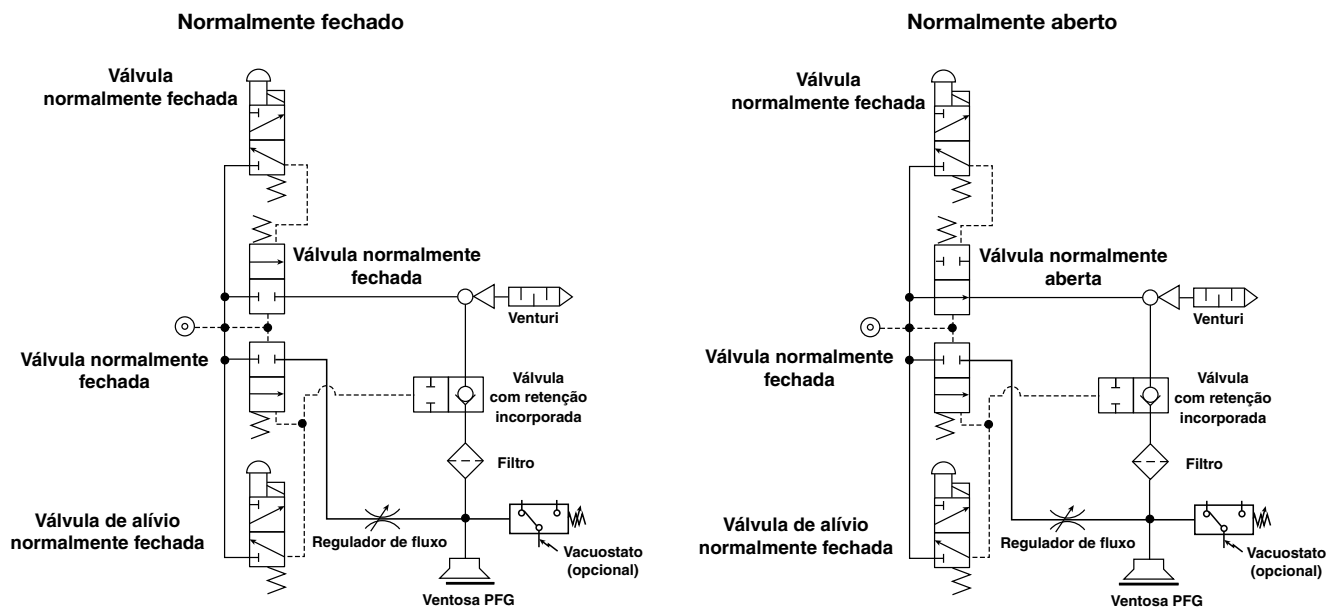 Normalmente fechado
Válvula
normalmente fechada
Válvula normalmente
fechada
Venturi
Válvula normalmente
fechada
Válvula
com retenção
incorporada
Filtro
Válvula de alívio
normalmente fechada
Regulador de fluxo
Vacuostato
(opcional)
Ventosa PFG
Normalmente aberto
Válvula
normalmente fechada
Válvula normalmente
aberta
Venturi
Válvula normalmente
fechada
Válvula
com retenção
incorporada
Filtro
Válvula de alívio
normalmente fechada
Regulador de fluxo
Vacuostato
(opcional)
Ventosa PFG